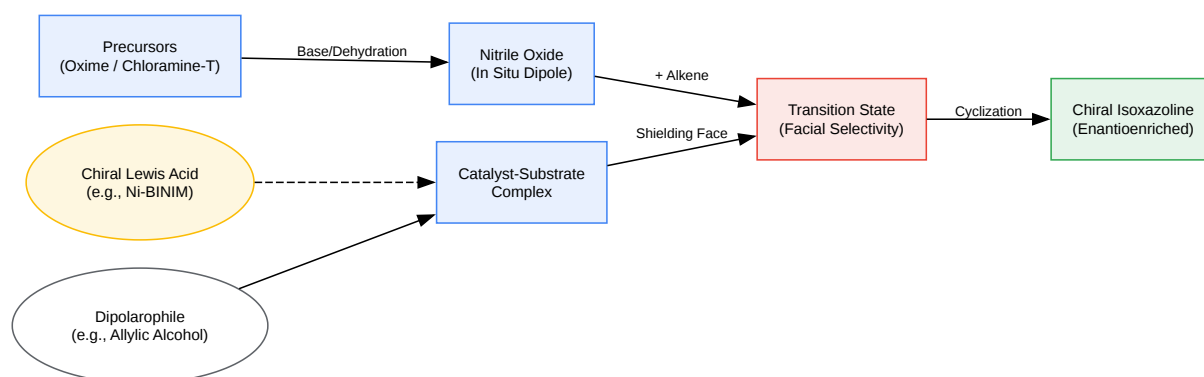 Precursors
(Oxime / Chloramine-T)
Base/Dehydration
Nitrile Oxide
(In Situ Dipole)
+ Alkene
Chiral Lewis Acid
(e.g., Ni-BINIM)
Catalyst-Substrate
Complex
Shielding Face
Transition State
(Facial Selectivity)
Cyclization
Chiral Isoxazoline
(Enantioenriched)
Dipolarophile
(e.g., Allylic Alcohol)